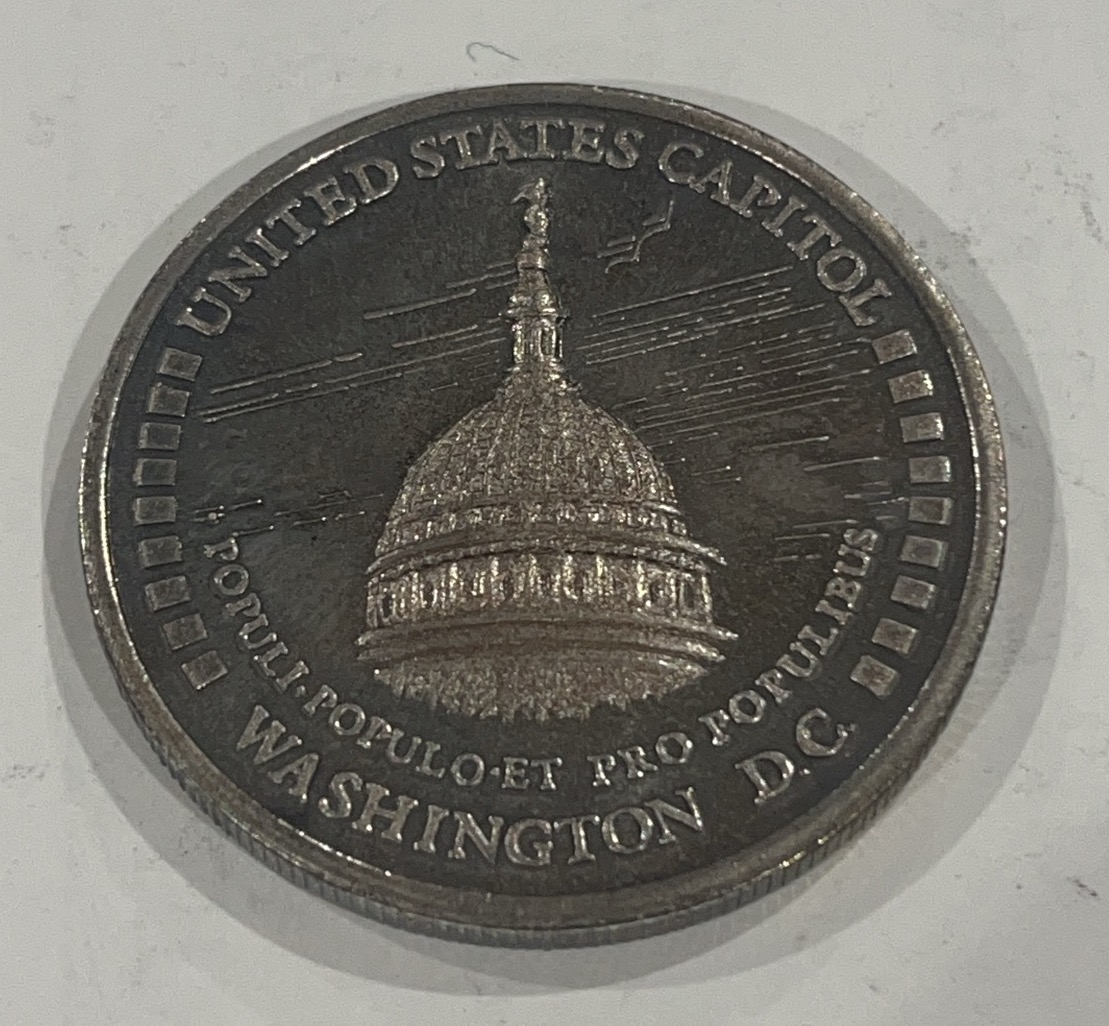 UNITED STATES CAPITOL
POPULI·POPULO·ET PRO POPULIBUS
WASHINGTON D.C.